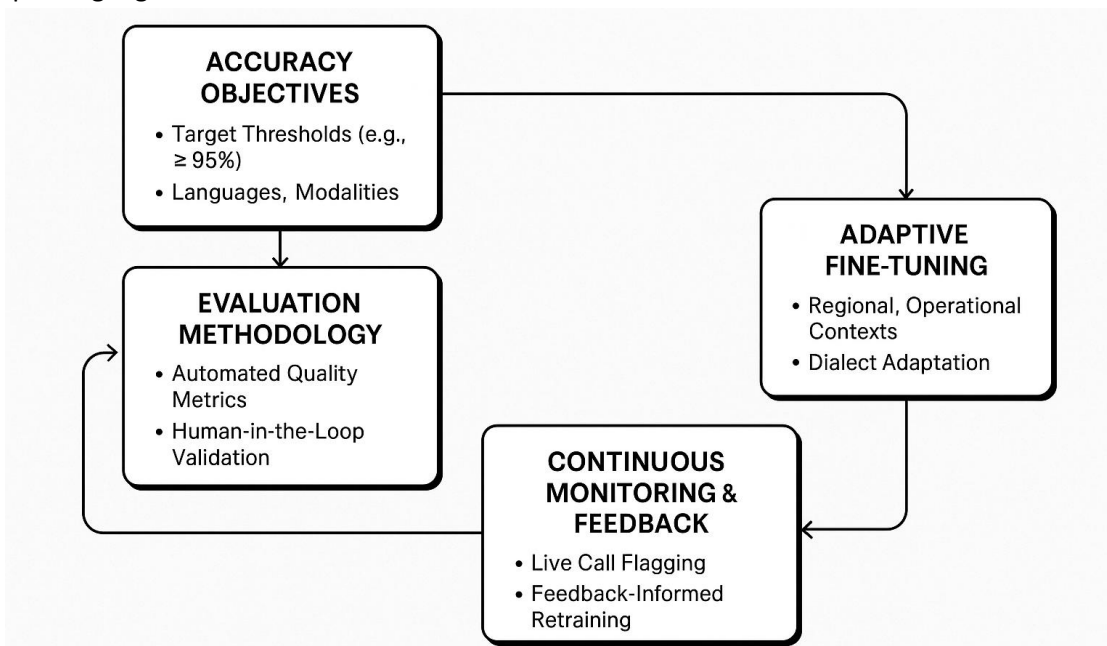 ACCURACY
OBJECTIVES
• Target Thresholds (e.g.,
≥ 95%)
• Languages, Modalities
EVALUATION
METHODOLOGY
• Automated Quality
Metrics
• Human-in-the-Loop
Validation
ADAPTIVE
FINE-TUNING
• Regional, Operational
Contexts
• Dialect Adaptation
CONTINUOUS
MONITORING &
FEEDBACK
• Live Call Flagging
• Feedback-Informed
Retraining